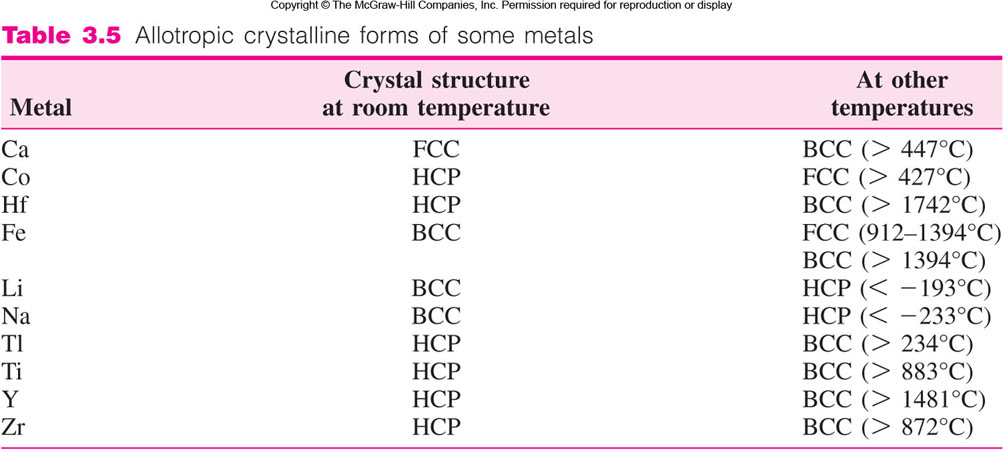 Copyright © The McGraw-Hill Companies, Inc. Permission required for reproduction or display
Table 3.5 Allotropic crystalline forms of some metals
Metal Crystal structure at room temperature At other temperatures
Ca FCC BCC (> 447°C)
Co HCP FCC (> 427°C)
Hf HCP BCC (> 1742°C)
Fe BCC FCC (912–1394°C)
BCC (> 1394°C)
Li BCC HCP (< −193°C)
Na BCC HCP (< −233°C)
Tl HCP BCC (> 234°C)
Ti HCP BCC (> 883°C)
Y HCP BCC (> 1481°C)
Zr HCP BCC (> 872°C)